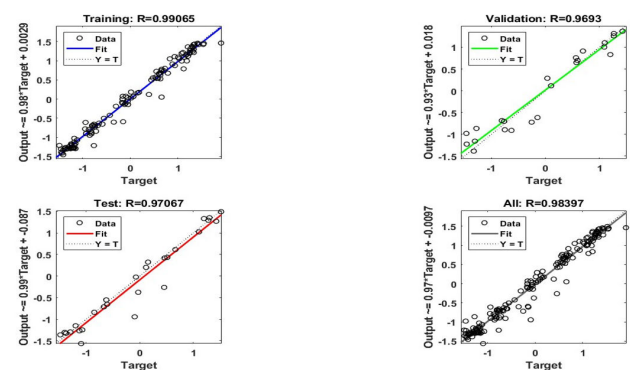 Training: R=0.99065
Output ~= 0.98*Target + 0.0029
Data
Fit
Y = T
1.5
1
0.5
0
-0.5
-1
-1.5
-1
0
1
Target
Validation: R=0.9693
Output ~= 0.93*Target + 0.018
Data
Fit
Y = T
1
0.5
0
-0.5
-1
-1.5
-1
0
1
Target
Test: R=0.97067
Output ~= 0.99*Target + -0.087
Data
Fit
Y = T
1.5
1
0.5
0
-0.5
-1
-1.5
-1
0
1
Target
All: R=0.98397
Output ~= 0.97*Target + -0.0097
Data
Fit
Y = T
1.5
1
0.5
0
-0.5
-1
-1.5
-1
0
1
Target